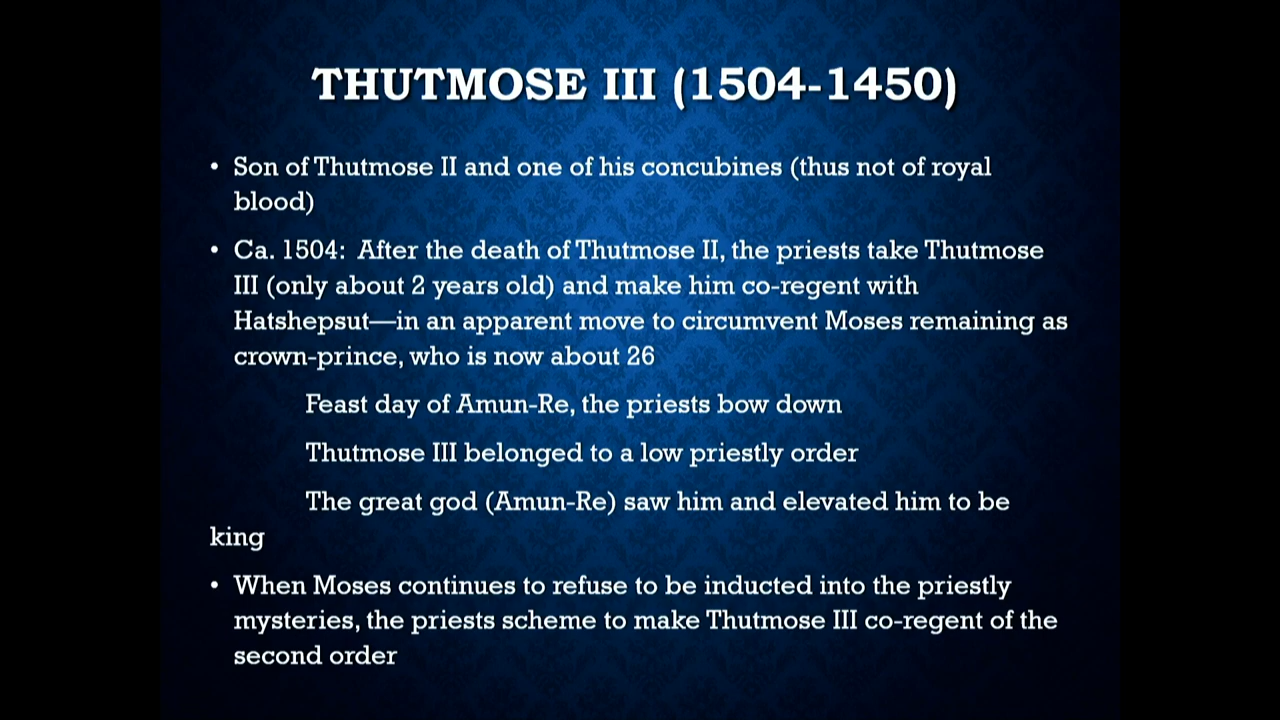 THUTMOSE III (1504-1450)
• Son of Thutmose II and one of his concubines (thus not of royal
blood)
• Ca. 1504:  After the death of Thutmose II, the priests take Thutmose
III (only about 2 years old) and make him co-regent with
Hatshepsut—in an apparent move to circumvent Moses remaining as
crown-prince, who is now about 26
Feast day of Amun-Re, the priests bow down
Thutmose III belonged to a low priestly order
The great god (Amun-Re) saw him and elevated him to be
king
• When Moses continues to refuse to be inducted into the priestly
mysteries, the priests scheme to make Thutmose III co-regent of the
second order